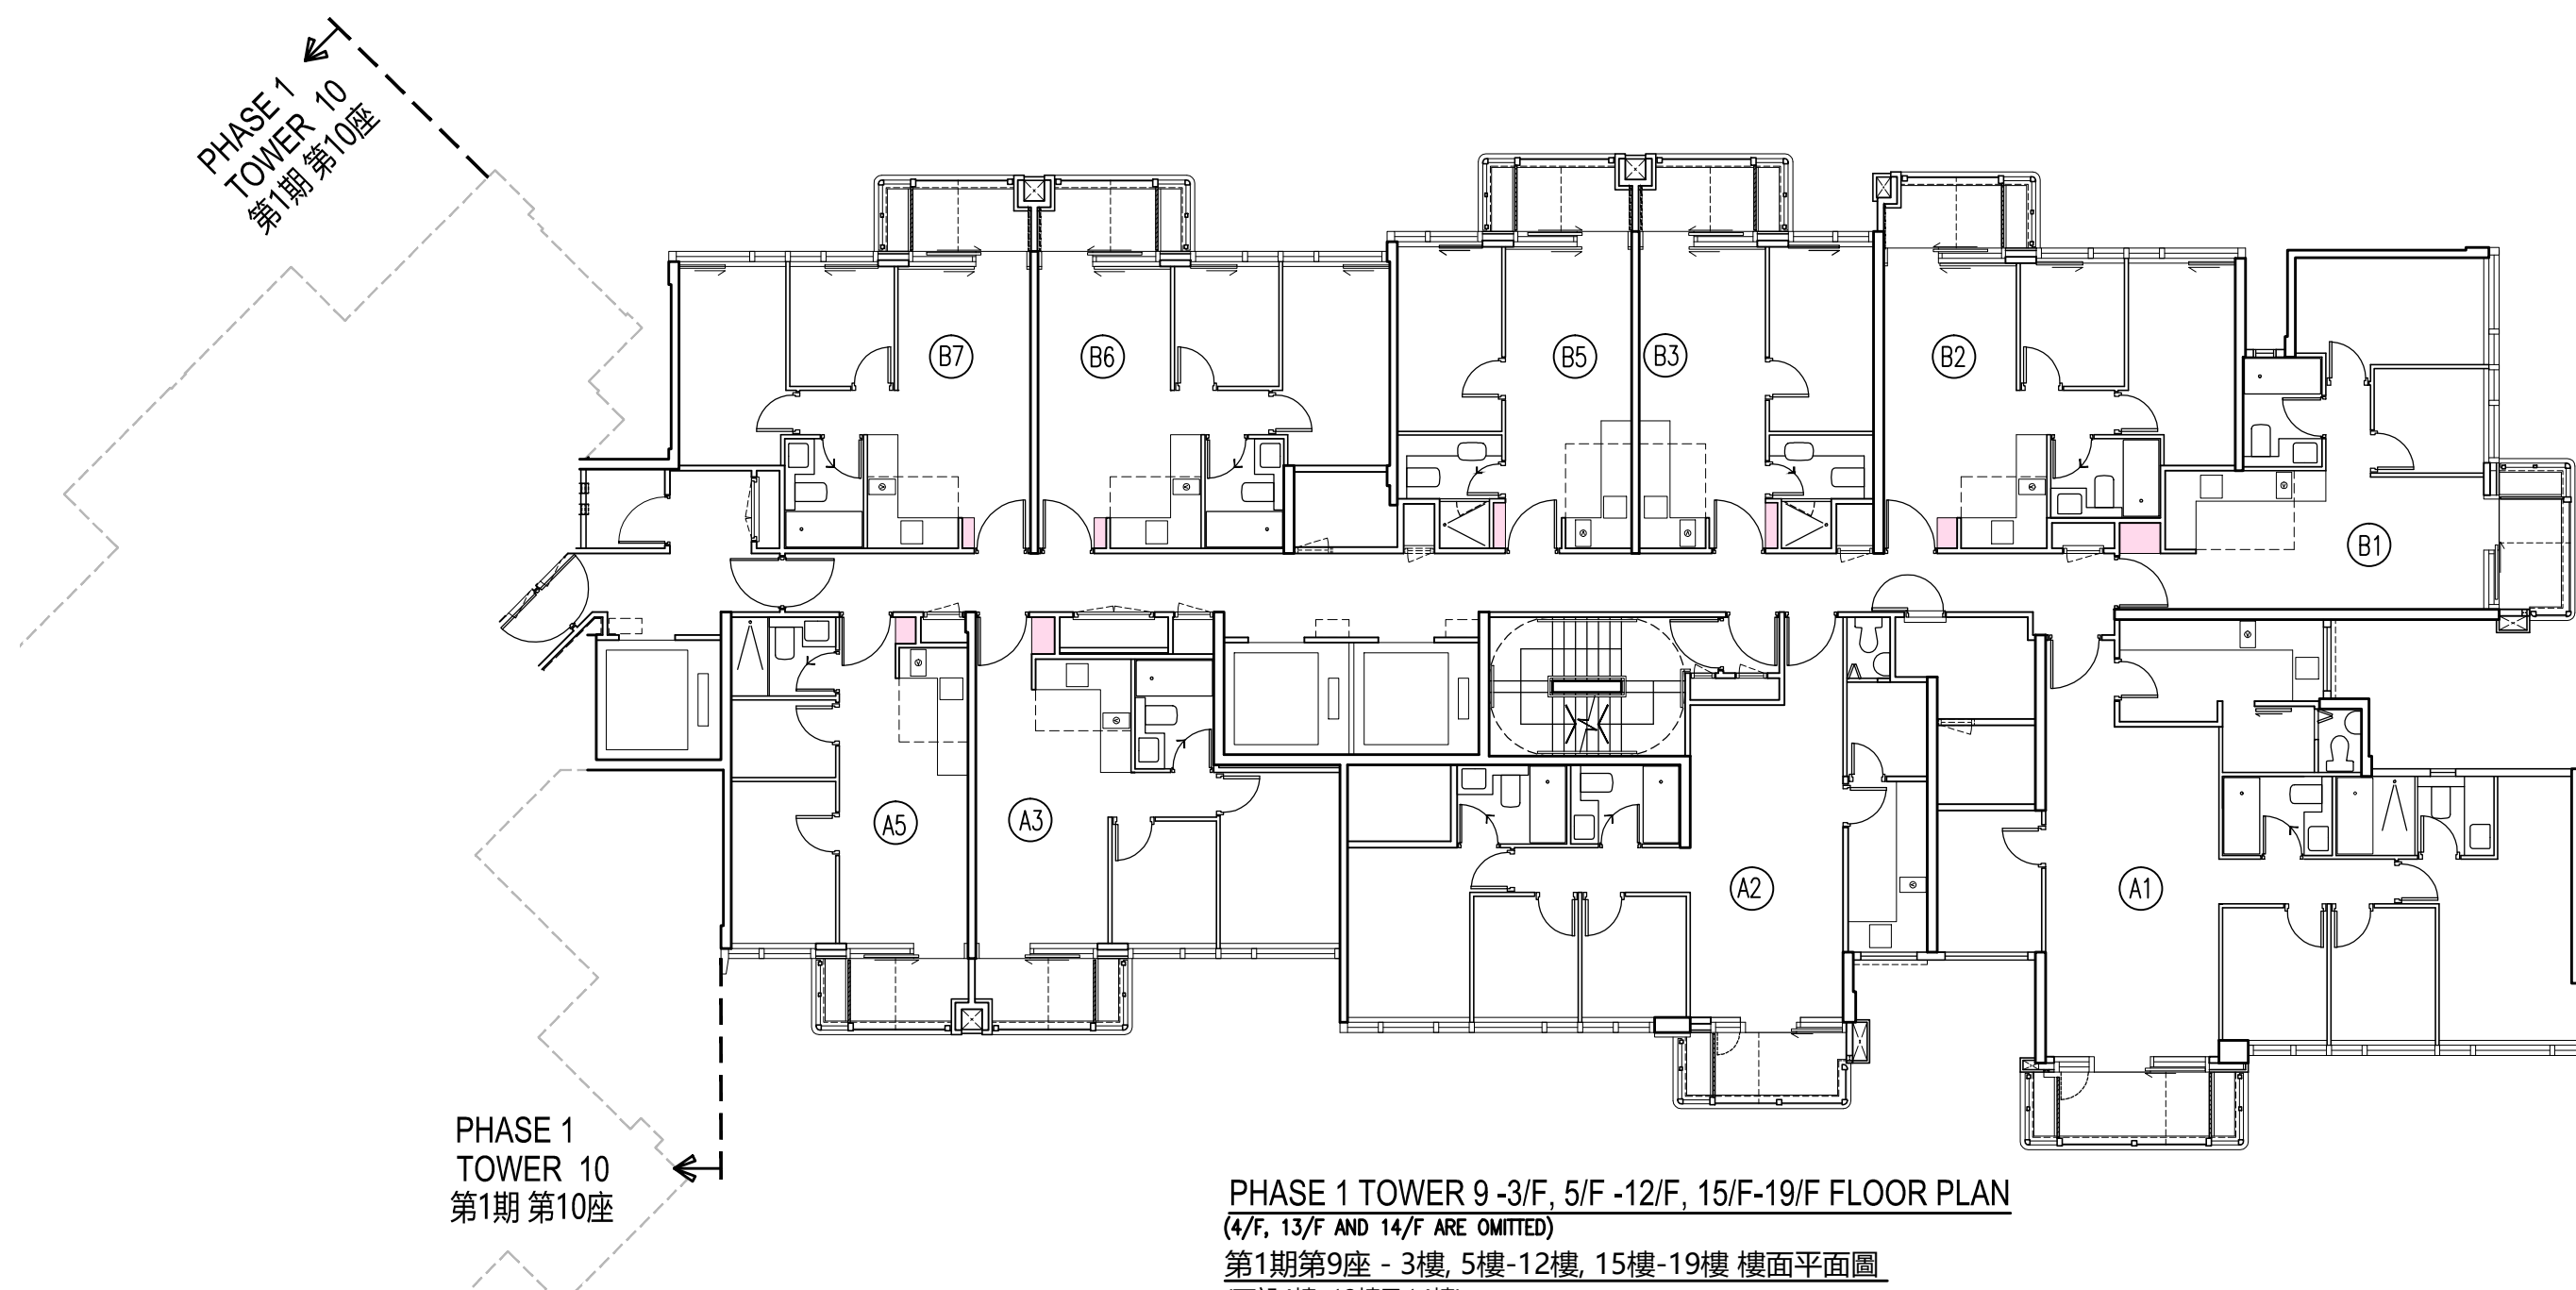 PHASE 1
TOWER 10
第1期 第10座
B7
B6
B5
B3
B2
B1
A5
A3
A2
A1
PHASE 1
TOWER 10
第1期 第10座
PHASE 1 TOWER 9 -3/F, 5/F -12/F, 15/F-19/F FLOOR PLAN
(4/F, 13/F AND 14/F ARE OMITTED)
第1期第9座 - 3樓, 5樓-12樓, 15樓-19樓 樓面平面圖